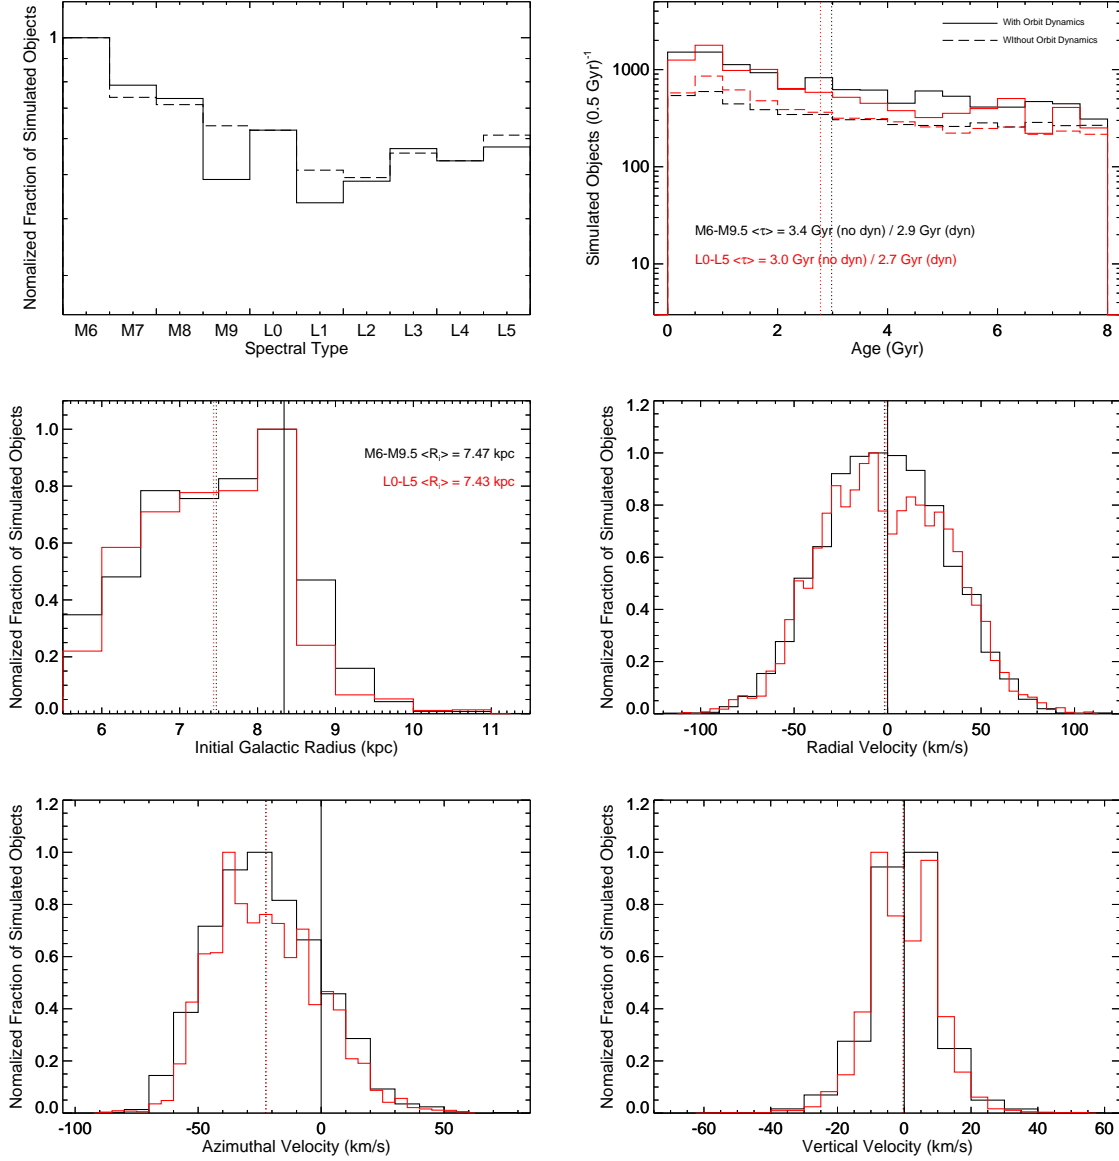 Nomalized Fraction of Simulated Objects
1
M6 M7 M8 M9 L0 L1 L2 L3 L4 L5
Spectral Type
Simulated Objects (0.5 Gyr)-1
With Orbit Dynamics
WIthout Orbit Dynamics
1000
100
10
M6-M9.5 <τ> = 3.4 Gyr (no dyn) / 2.9 Gyr (dyn)
L0-L5 <τ> = 3.0 Gyr (no dyn) / 2.7 Gyr (dyn)
0 2 4 6 8
Age (Gyr)
Nomalized Fraction of Simulated Objects
1.0
0.8
0.6
0.4
0.2
0.0
M6-M9.5 <Ri> = 7.47 kpc
L0-L5 <Ri> = 7.43 kpc
6 7 8 9 10 11
Initial Galactic Radius (kpc)
Nomalized Fraction of Simulated Objects
1.2
1.0
0.8
0.6
0.4
0.2
0.0
-100 -50 0 50 100
Radial Velocity (km/s)
Nomalized Fraction of Simulated Objects
1.2
1.0
0.8
0.6
0.4
0.2
0.0
-100 -50 0 50
Azimuthal Velocity (km/s)
Nomalized Fraction of Simulated Objects
1.2
1.0
0.8
0.6
0.4
0.2
0.0
-60 -40 -20 0 20 40 60
Vertical Velocity (km/s)